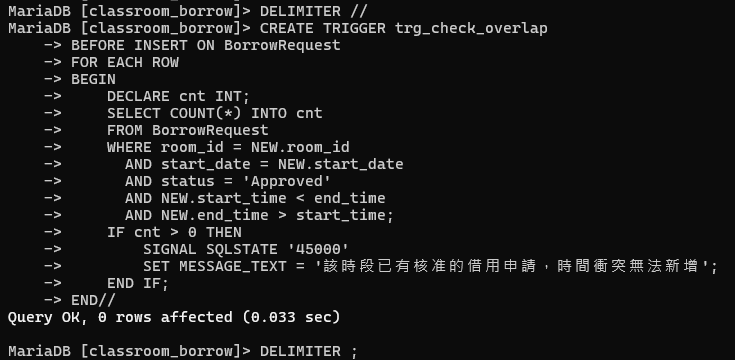 MariaDB [classroom_borrow]> DELIMITER //
MariaDB [classroom_borrow]> CREATE TRIGGER trg_check_overlap
    -> BEFORE INSERT ON BorrowRequest
    -> FOR EACH ROW
    -> BEGIN
    ->     DECLARE cnt INT;
    ->     SELECT COUNT(*) INTO cnt
    ->     FROM BorrowRequest
    ->     WHERE room_id = NEW.room_id
    ->       AND start_date = NEW.start_date
    ->       AND status = 'Approved'
    ->       AND NEW.start_time < end_time
    ->       AND NEW.end_time > start_time;
    ->     IF cnt > 0 THEN
    ->         SIGNAL SQLSTATE '45000'
    ->         SET MESSAGE_TEXT = '該時段已有核准的借用申請，時間衝突無法新增';
    ->     END IF;
    -> END//
Query OK, 0 rows affected (0.033 sec)
MariaDB [classroom_borrow]> DELIMITER ;